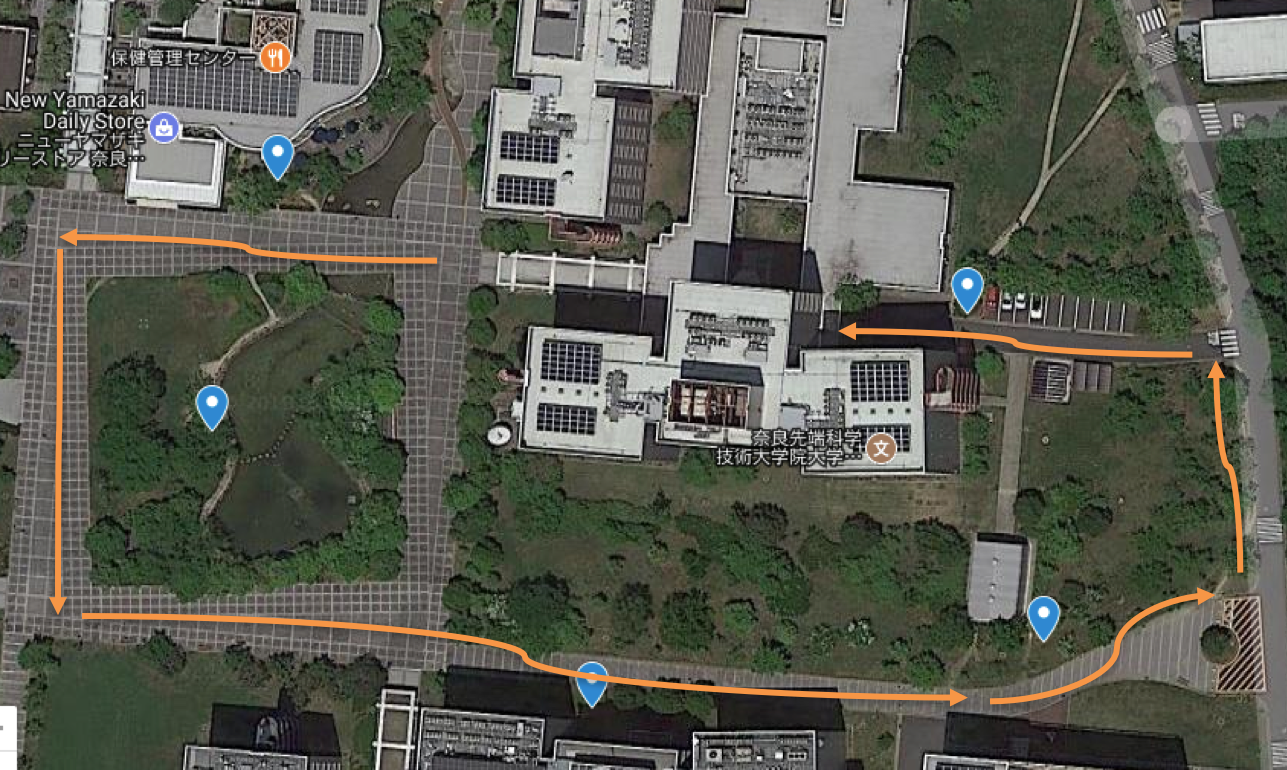 保健管理センター
New Yamazaki
Daily Store
ニューヤマザキ
リーストア 奈良…
奈良先端科学
技術大学院大学…
文